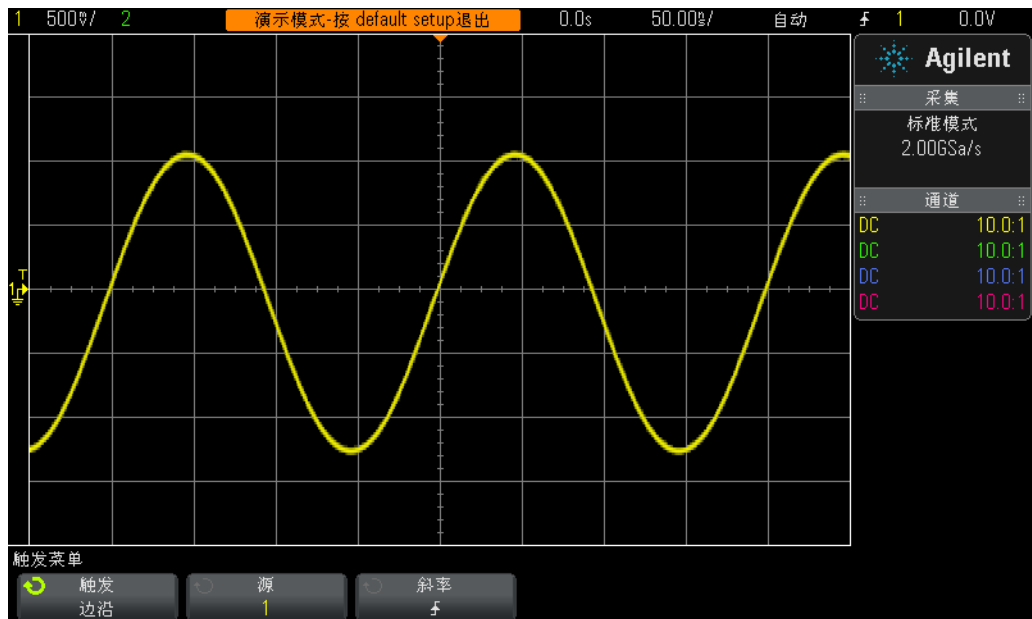 1 500mV/ 2 演示模式-按 default setup退出 0.0s 50.00ns/ 自动 1 0.0V
Agilent
采集
标准模式
2.00GSa/s
通道
DC 10.0:1
DC 10.0:1
DC 10.0:1
DC 10.0:1
T
1
触发菜单
触发
边沿
源
1
斜率